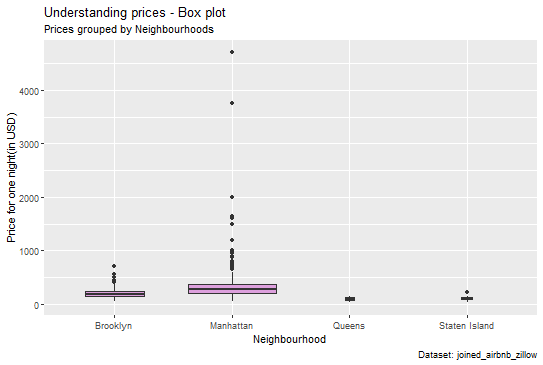 Understanding prices - Box plot
Prices grouped by Neighbourhoods
Price for one night(in USD)
4000
3000
2000
1000
0
Brooklyn Manhattan Queens Staten Island
Neighbourhood
Dataset: joined_airbnb_zillow